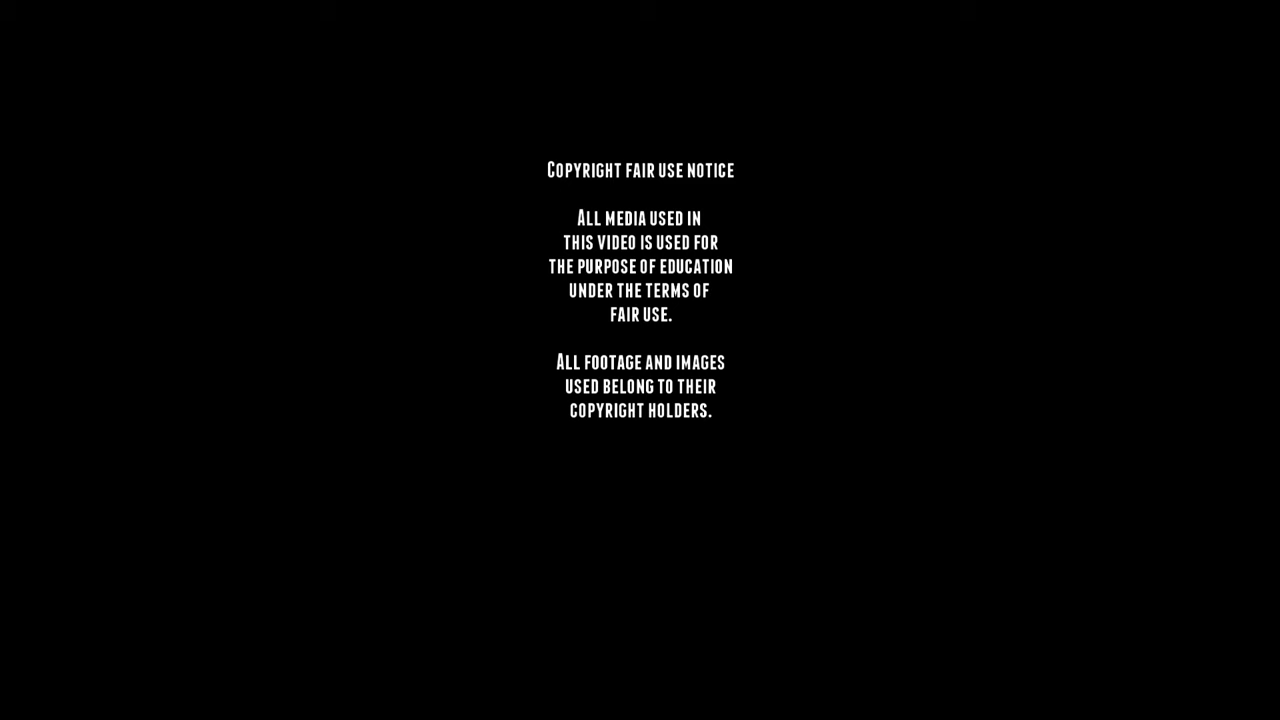 Copyright fair use notice
All media used in
this video is used for
the purpose of education
under the terms of
fair use.
All footage and images
used belong to their
copyright holders.